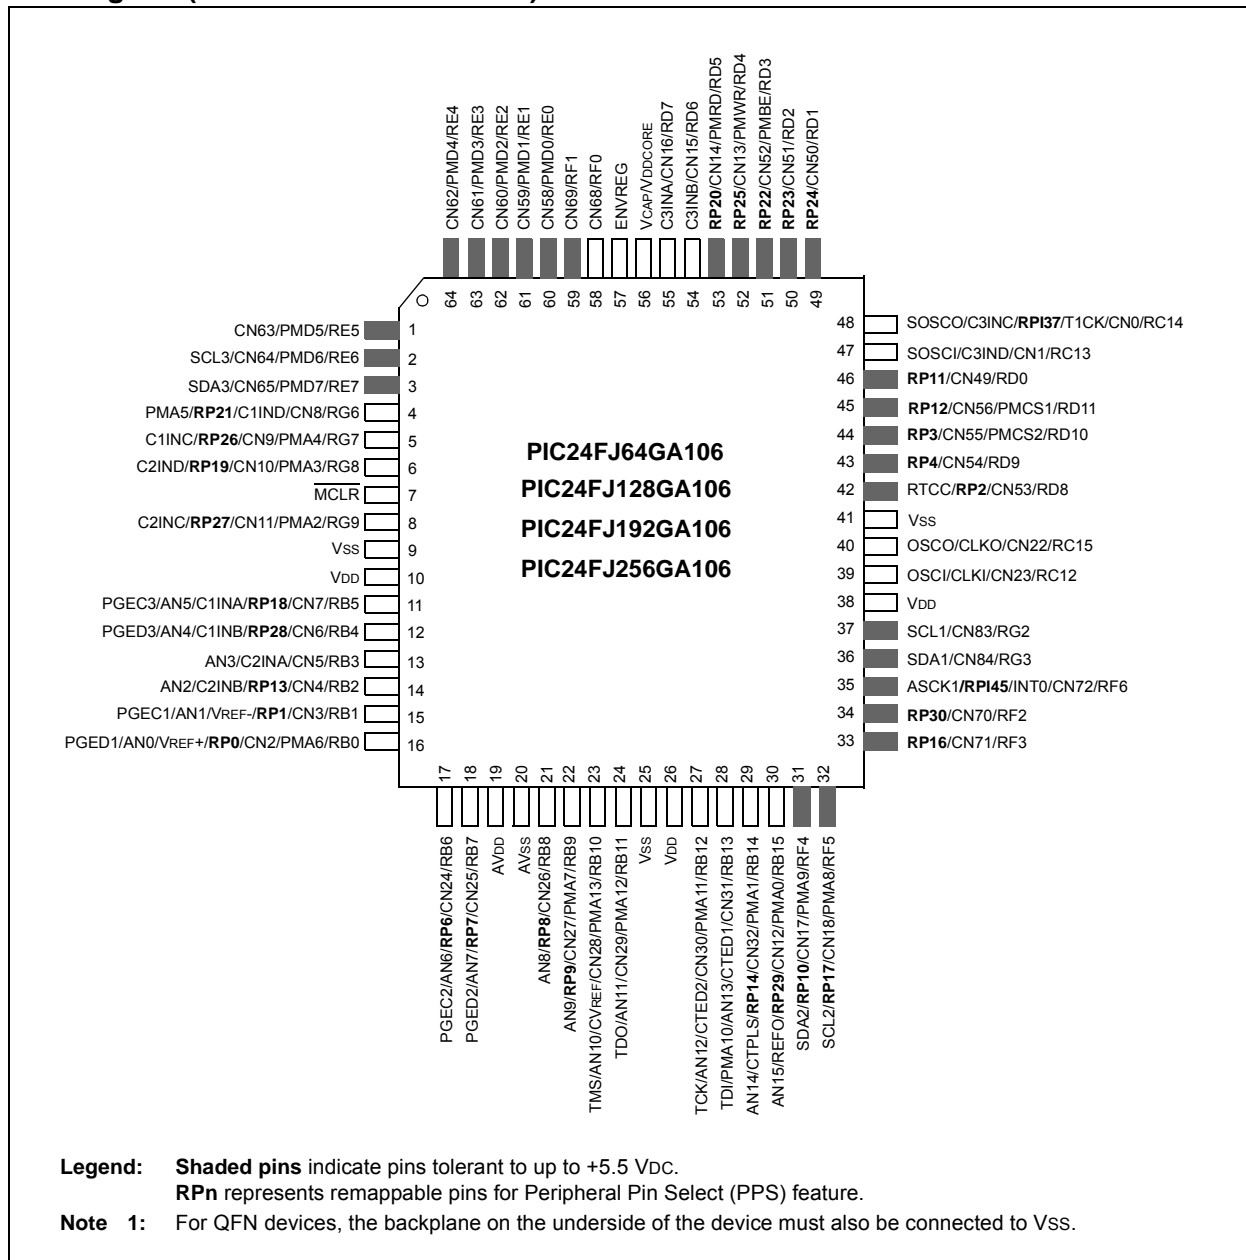 CN62/PMD4/RE4
CN61/PMD3/RE3
CN60/PMD2/RE2
CN59/PMD1/RE1
CN58/PMD0/RE0
CN69/RF1
CN68/RF0
ENVREG
VCAP/VDDCORE
C3INA/CN16/RD7
C3INB/CN15/RD6
RP20/CN14/PMRD/RD5
RP25/CN13/PMWR/RD4
RP22/CN52/PMBE/RD3
RP23/CN51/RD2
RP24/CN50/RD1
64 63 62 61 60 59 58 57 56 55 54 53 52 51 50 49
CN63/PMD5/RE5 1
SCL3/CN64/PMD6/RE6 2
SDA3/CN65/PMD7/RE7 3
PMA5/RP21/C1IND/CN8/RG6 4
C1INC/RP26/CN9/PMA4/RG7 5
C2IND/RP19/CN10/PMA3/RG8 6
MCLR 7
C2INC/RP27/CN11/PMA2/RG9 8
VSS 9
VDD 10
PGEC3/AN5/C1INA/RP18/CN7/RB5 11
PGED3/AN4/C1INB/RP28/CN6/RB4 12
AN3/C2INA/CN5/RB3 13
AN2/C2INB/RP13/CN4/RB2 14
PGEC1/AN1/VREF-/RP1/CN3/RB1 15
PGED1/AN0/VREF+/RP0/CN2/PMA6/RB0 16
PIC24FJ64GA106
PIC24FJ128GA106
PIC24FJ192GA106
PIC24FJ256GA106
48 SOSCO/C3INC/RPI37/T1CK/CN0/RC14
47 SOSCI/C3IND/CN1/RC13
46 RP11/CN49/RD0
45 RP12/CN56/PMCS1/RD11
44 RP3/CN55/PMCS2/RD10
43 RP4/CN54/RD9
42 RTCC/RP2/CN53/RD8
41 VSS
40 OSCO/CLKO/CN22/RC15
39 OSCI/CLKI/CN23/RC12
38 VDD
37 SCL1/CN83/RG2
36 SDA1/CN84/RG3
35 ASCK1/RPI45/INT0/CN72/RF6
34 RP30/CN70/RF2
33 RP16/CN71/RF3
17 18 19 20 21 22 23 24 25 26 27 28 29 30 31 32
PGEC2/AN6/RP6/CN24/RB6
PGED2/AN7/RP7/CN25/RB7
AVDD
AVSS
AN8/RP8/CN26/RB8
AN9/RP9/CN27/PMA7/RB9
TMS/AN10/CVREF/CN28/PMA13/RB10
TDO/AN11/CN29/PMA12/RB11
VSS
VDD
TCK/AN12/CTED2/CN30/PMA11/RB12
TDI/PMA10/AN13/CTED1/CN31/RB13
AN14/CTPLS/RP14/CN32/PMA1/RB14
AN15/REFO/RP29/CN12/PMA0/RB15
SDA2/RP10/CN17/PMA9/RF4
SCL2/RP17/CN18/PMA8/RF5
Legend: Shaded pins indicate pins tolerant to up to +5.5 VDC.
RPn represents remappable pins for Peripheral Pin Select (PPS) feature.
Note 1: For QFN devices, the backplane on the underside of the device must also be connected to VSS.